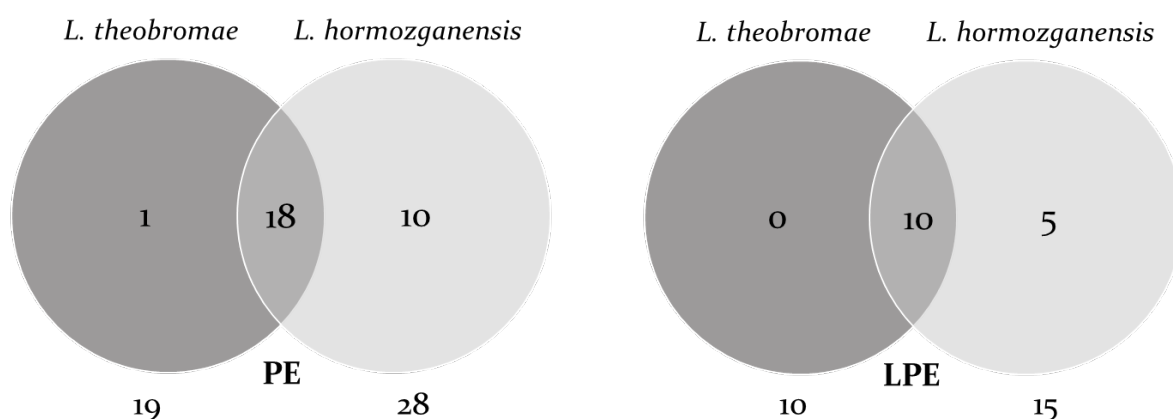 L. theobromae L. hormozganensis
1 18 10
PE
19 28
L. theobromae L. hormozganensis
0 10 5
LPE
10 15